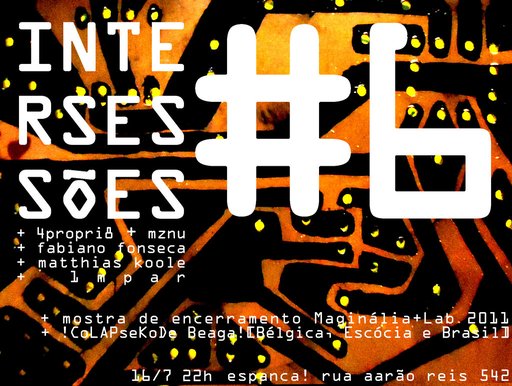 INTE
RSES
SÕES
#6
+ 4propri8 + mznu
+ fabiano fonseca
+ matthias koole
+ 1mpar
+ mostra de encerramento Maginália+Lab 2011
+ !CoLAPseKoDe Beaga![Bélgica, Escócia e Brasil]
16/7 22h espanca! rua aarão reis 542